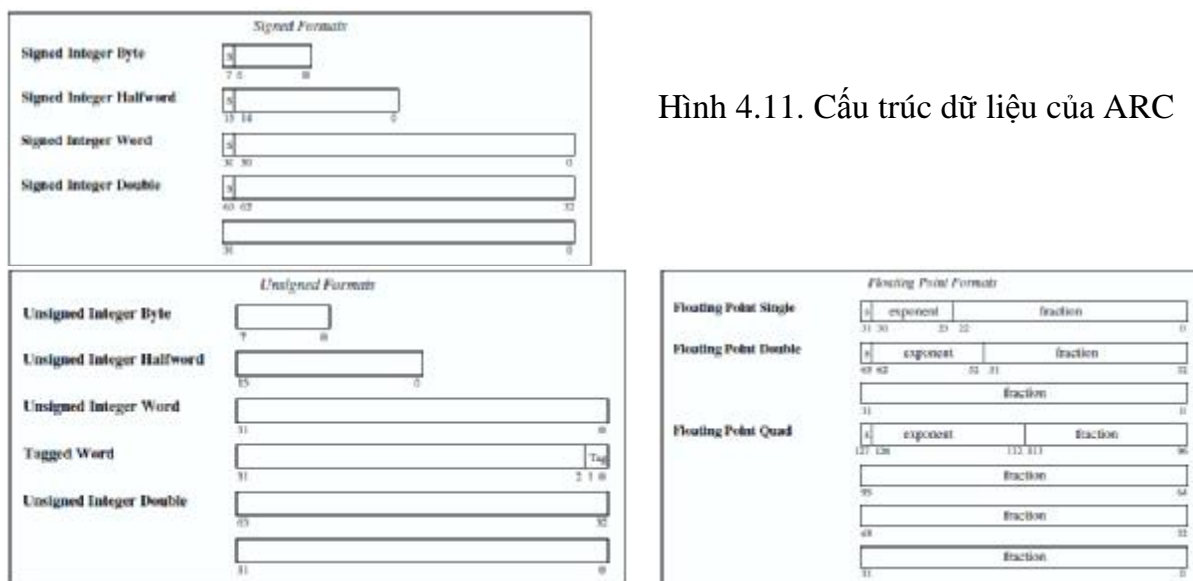 Signed Formats
Signed Integer Byte
s
7 6 0
Signed Integer Halfword
s
15 14 0
Signed Integer Word
s
31 30 0
Signed Integer Double
s
63 62 32
31 0
Hình 4.11. Cấu trúc dữ liệu của ARC
Unsigned Formats
Unsigned Integer Byte
7 0
Unsigned Integer Halfword
15 0
Unsigned Integer Word
31 0
Tagged Word
Tag
31 2 1 0
Unsigned Integer Double
63 32
31 0
Floating Point Formats
Floating Point Single
s exponent fraction
31 30 23 22 0
Floating Point Double
s exponent fraction
63 62 52 51 32
fraction
31 0
Floating Point Quad
s exponent fraction
127 126 112 113 96
fraction
95 64
fraction
32
fraction
31 0